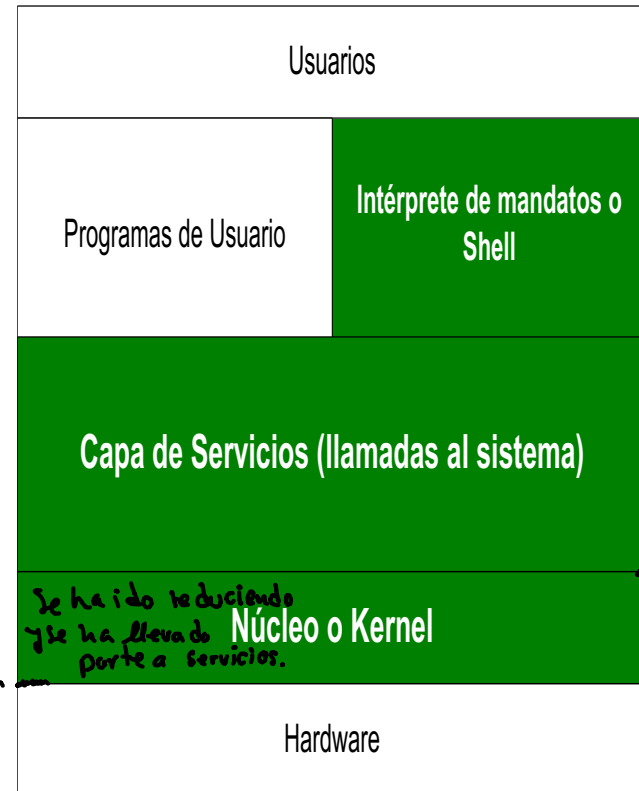 Usuarios
Programas de Usuario
Intérprete de mandatos o
Shell
Capa de Servicios (llamadas al sistema)
Se ha ido reduciendo
y se ha llevado
parte a servicios.
Núcleo o Kernel
Hardware